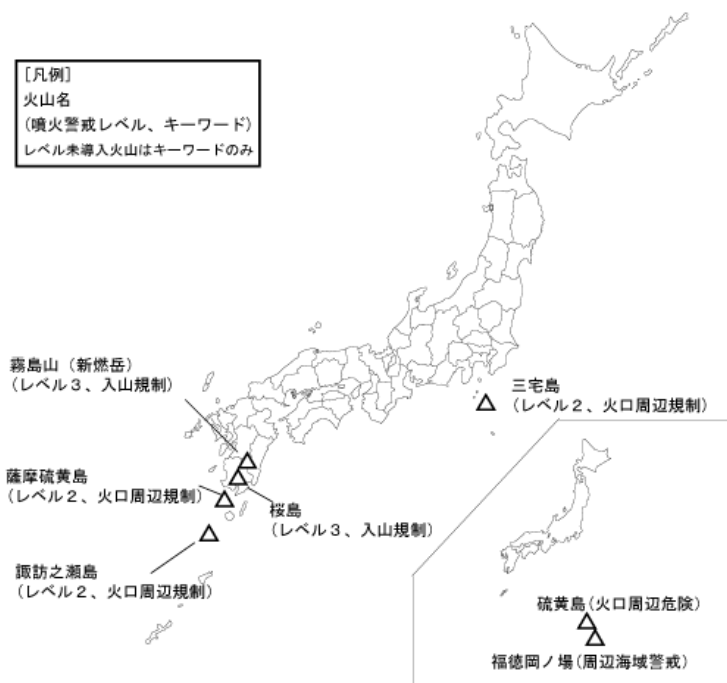 ［凡例］
火山名
（噴火警戒レベル、キーワード）
レベル未導入火山はキーワードのみ
霧島山（新燃岳）
（レベル３、入山規制）
三宅島
（レベル２、火口周辺規制）
薩摩硫黄島
（レベル２、火口周辺規制）
桜島
（レベル３、入山規制）
諏訪之瀬島
（レベル２、火口周辺規制）
硫黄島（火口周辺危険）
福徳岡ノ場（周辺海域警戒）